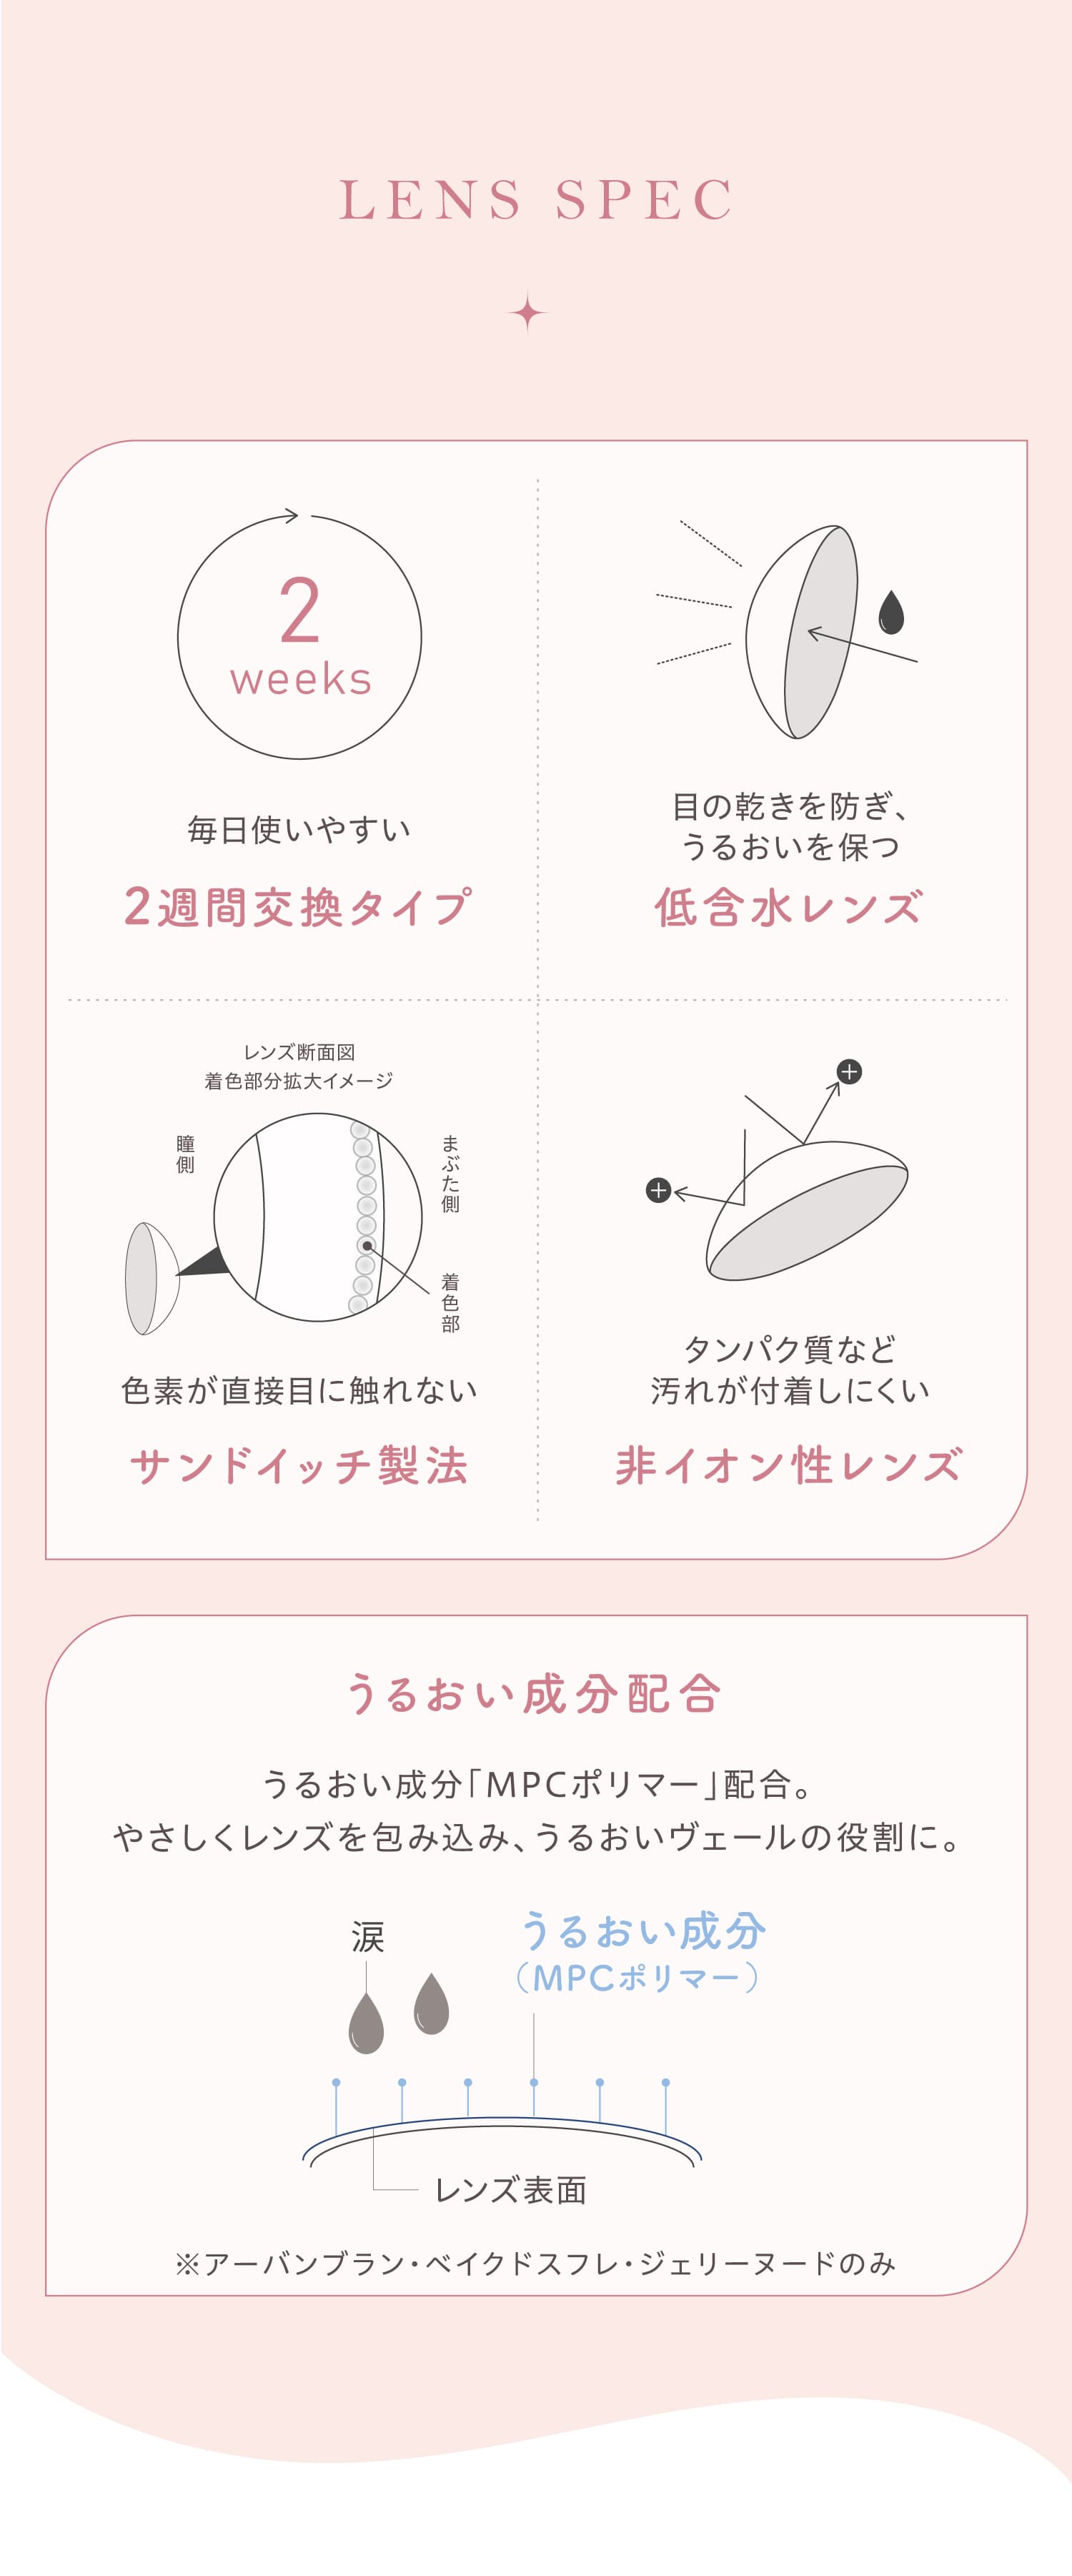 LENS SPEC
2
weeks
毎日使いやすい
2週間交換タイプ
目の乾きを防ぎ、
うるおいを保つ
低含水レンズ
レンズ断面図
着色部分拡大イメージ
瞳側
まぶた側
着色部
色素が直接目に触れない
サンドイッチ製法
タンパク質など
汚れが付着しにくい
非イオン性レンズ
うるおい成分配合
うるおい成分「MPCポリマー」配合。
やさしくレンズを包み込み、うるおいヴェールの役割に。
涙
うるおい成分
（MPCポリマー）
レンズ表面
※アーバンブラン・ベイクドスフレ・ジェリーヌードのみ